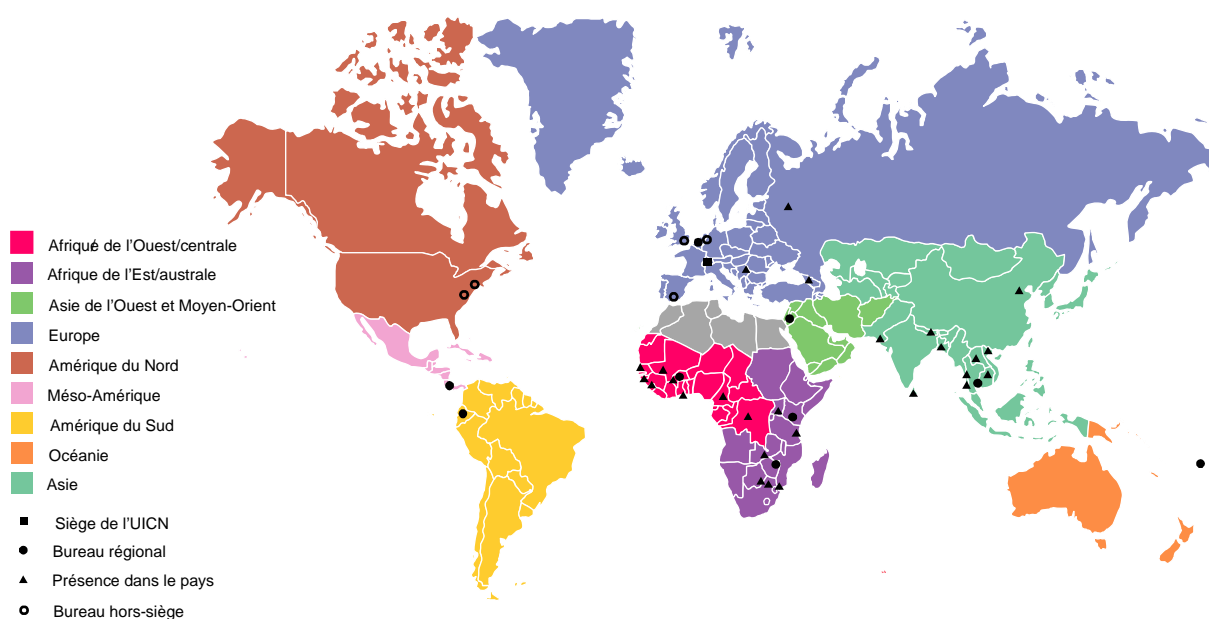 Afrique de l’Ouest/centrale
Afrique de l’Est/australe
Asie de l’Ouest et Moyen-Orient
Europe
Amérique du Nord
Méso-Amérique
Amérique du Sud
Océanie
Asie
Siège de l’UICN
Bureau régional
Présence dans le pays
Bureau hors-siège